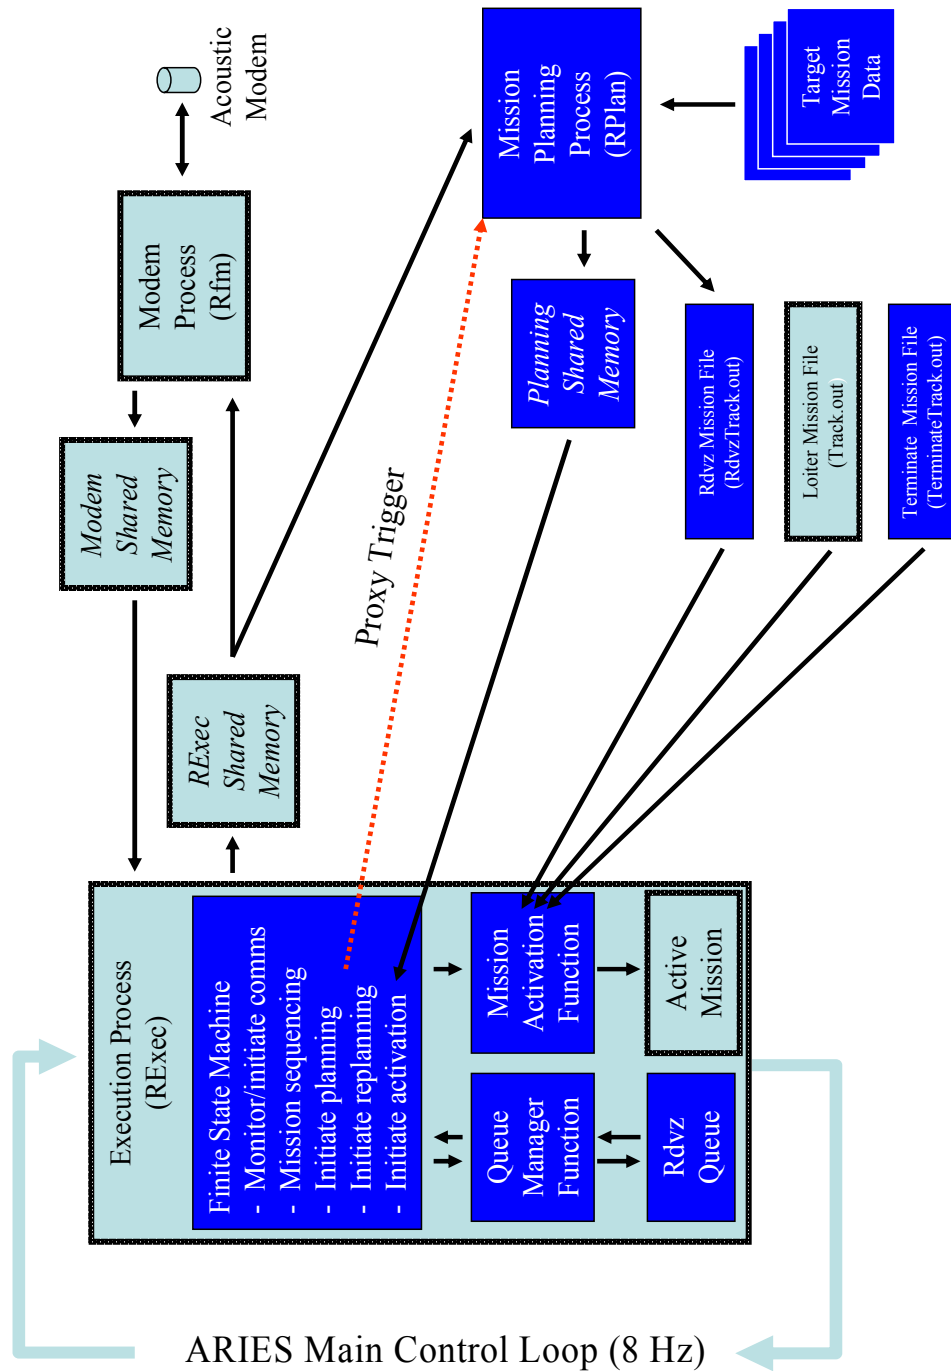 ARIES Main Control Loop (8 Hz)
Execution Process
(RExec)
Finite State Machine
- Monitor/initiate comms
- Mission sequencing
- Initiate planning
- Initiate replanning
- Initiate activation
Queue
Manager
Function
Rdvz
Queue
Mission
Activation
Function
Active
Mission
RExec
Shared
Memory
Modem
Shared
Memory
Modem
Process
(Rfm)
Acoustic
Modem
Proxy Trigger
Planning
Shared
Memory
Mission
Planning
Process
(RPlan)
Rdvz Mission File
(RdvzTrack.out)
Loiter Mission File
(Track.out)
Terminate Mission File
(TerminateTrack.out)
Target
Mission
Data